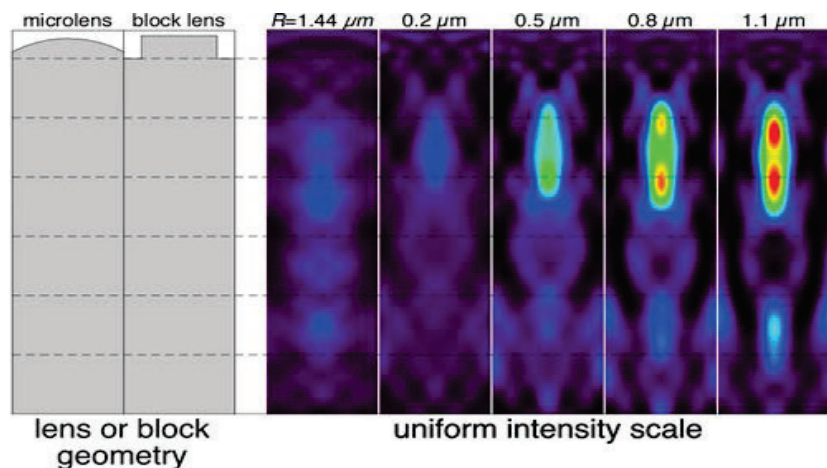 microlens block lens R=1.44 μm 0.2 μm 0.5 μm 0.8 μm 1.1 μm
lens or block uniform intensity scale
geometry